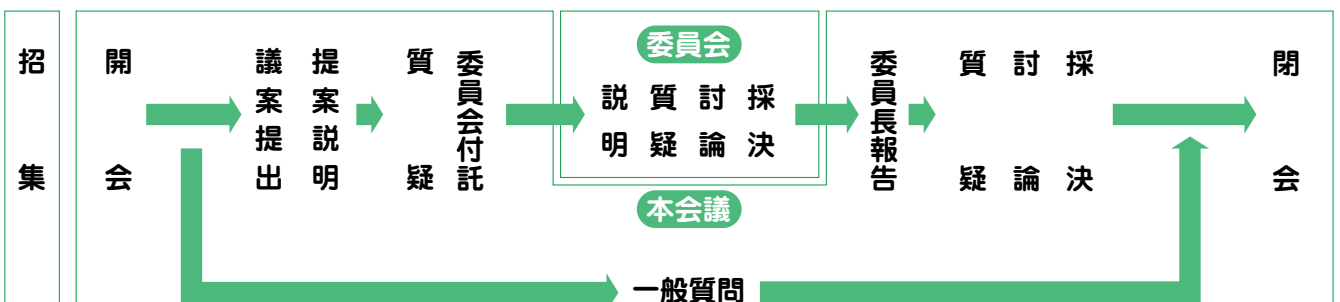 招集
開会
議案提出
提案説明
質疑
委員会付託
委員会
説明
質疑
討論
採決
委員長報告
質疑
討論
採決
閉会
本会議
一般質問